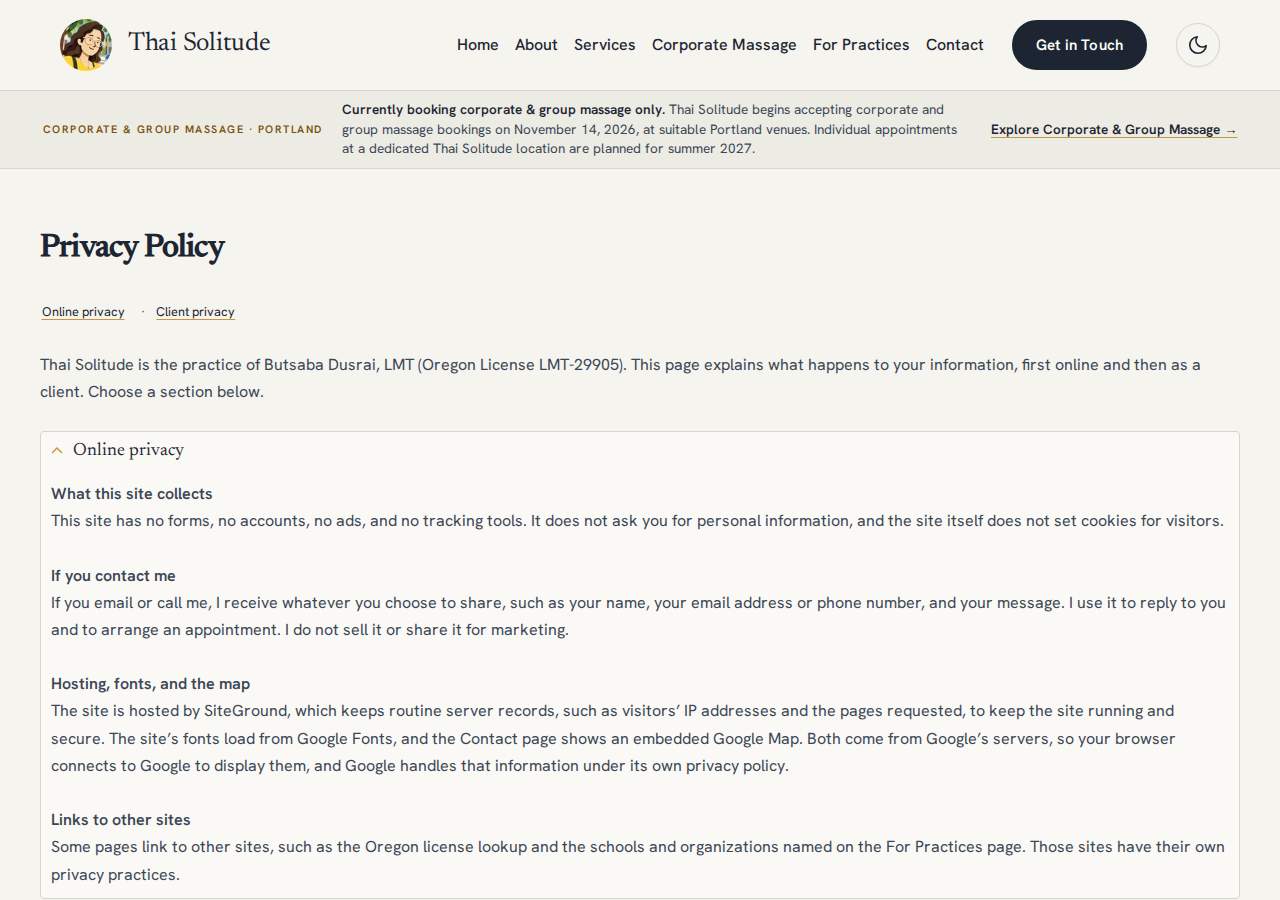 Thai Solitude
Home About Services Corporate Massage For Practices Contact Get in Touch
CORPORATE & GROUP MASSAGE · PORTLAND
Currently booking corporate & group massage only. Thai Solitude begins accepting corporate and
group massage bookings on November 14, 2026, at suitable Portland venues. Individual appointments
at a dedicated Thai Solitude location are planned for summer 2027.
Explore Corporate & Group Massage →
Privacy Policy
Online privacy · Client privacy
Thai Solitude is the practice of Butsaba Dusrai, LMT (Oregon License LMT-29905). This page explains what happens to your information, first online and then as a
client. Choose a section below.
Online privacy
What this site collects
This site has no forms, no accounts, no ads, and no tracking tools. It does not ask you for personal information, and the site itself does not set cookies for visitors.
If you contact me
If you email or call me, I receive whatever you choose to share, such as your name, your email address or phone number, and your message. I use it to reply to you
and to arrange an appointment. I do not sell it or share it for marketing.
Hosting, fonts, and the map
The site is hosted by SiteGround, which keeps routine server records, such as visitors’ IP addresses and the pages requested, to keep the site running and
secure. The site’s fonts load from Google Fonts, and the Contact page shows an embedded Google Map. Both come from Google’s servers, so your browser
connects to Google to display them, and Google handles that information under its own privacy policy.
Links to other sites
Some pages link to other sites, such as the Oregon license lookup and the schools and organizations named on the For Practices page. Those sites have their own
privacy practices.